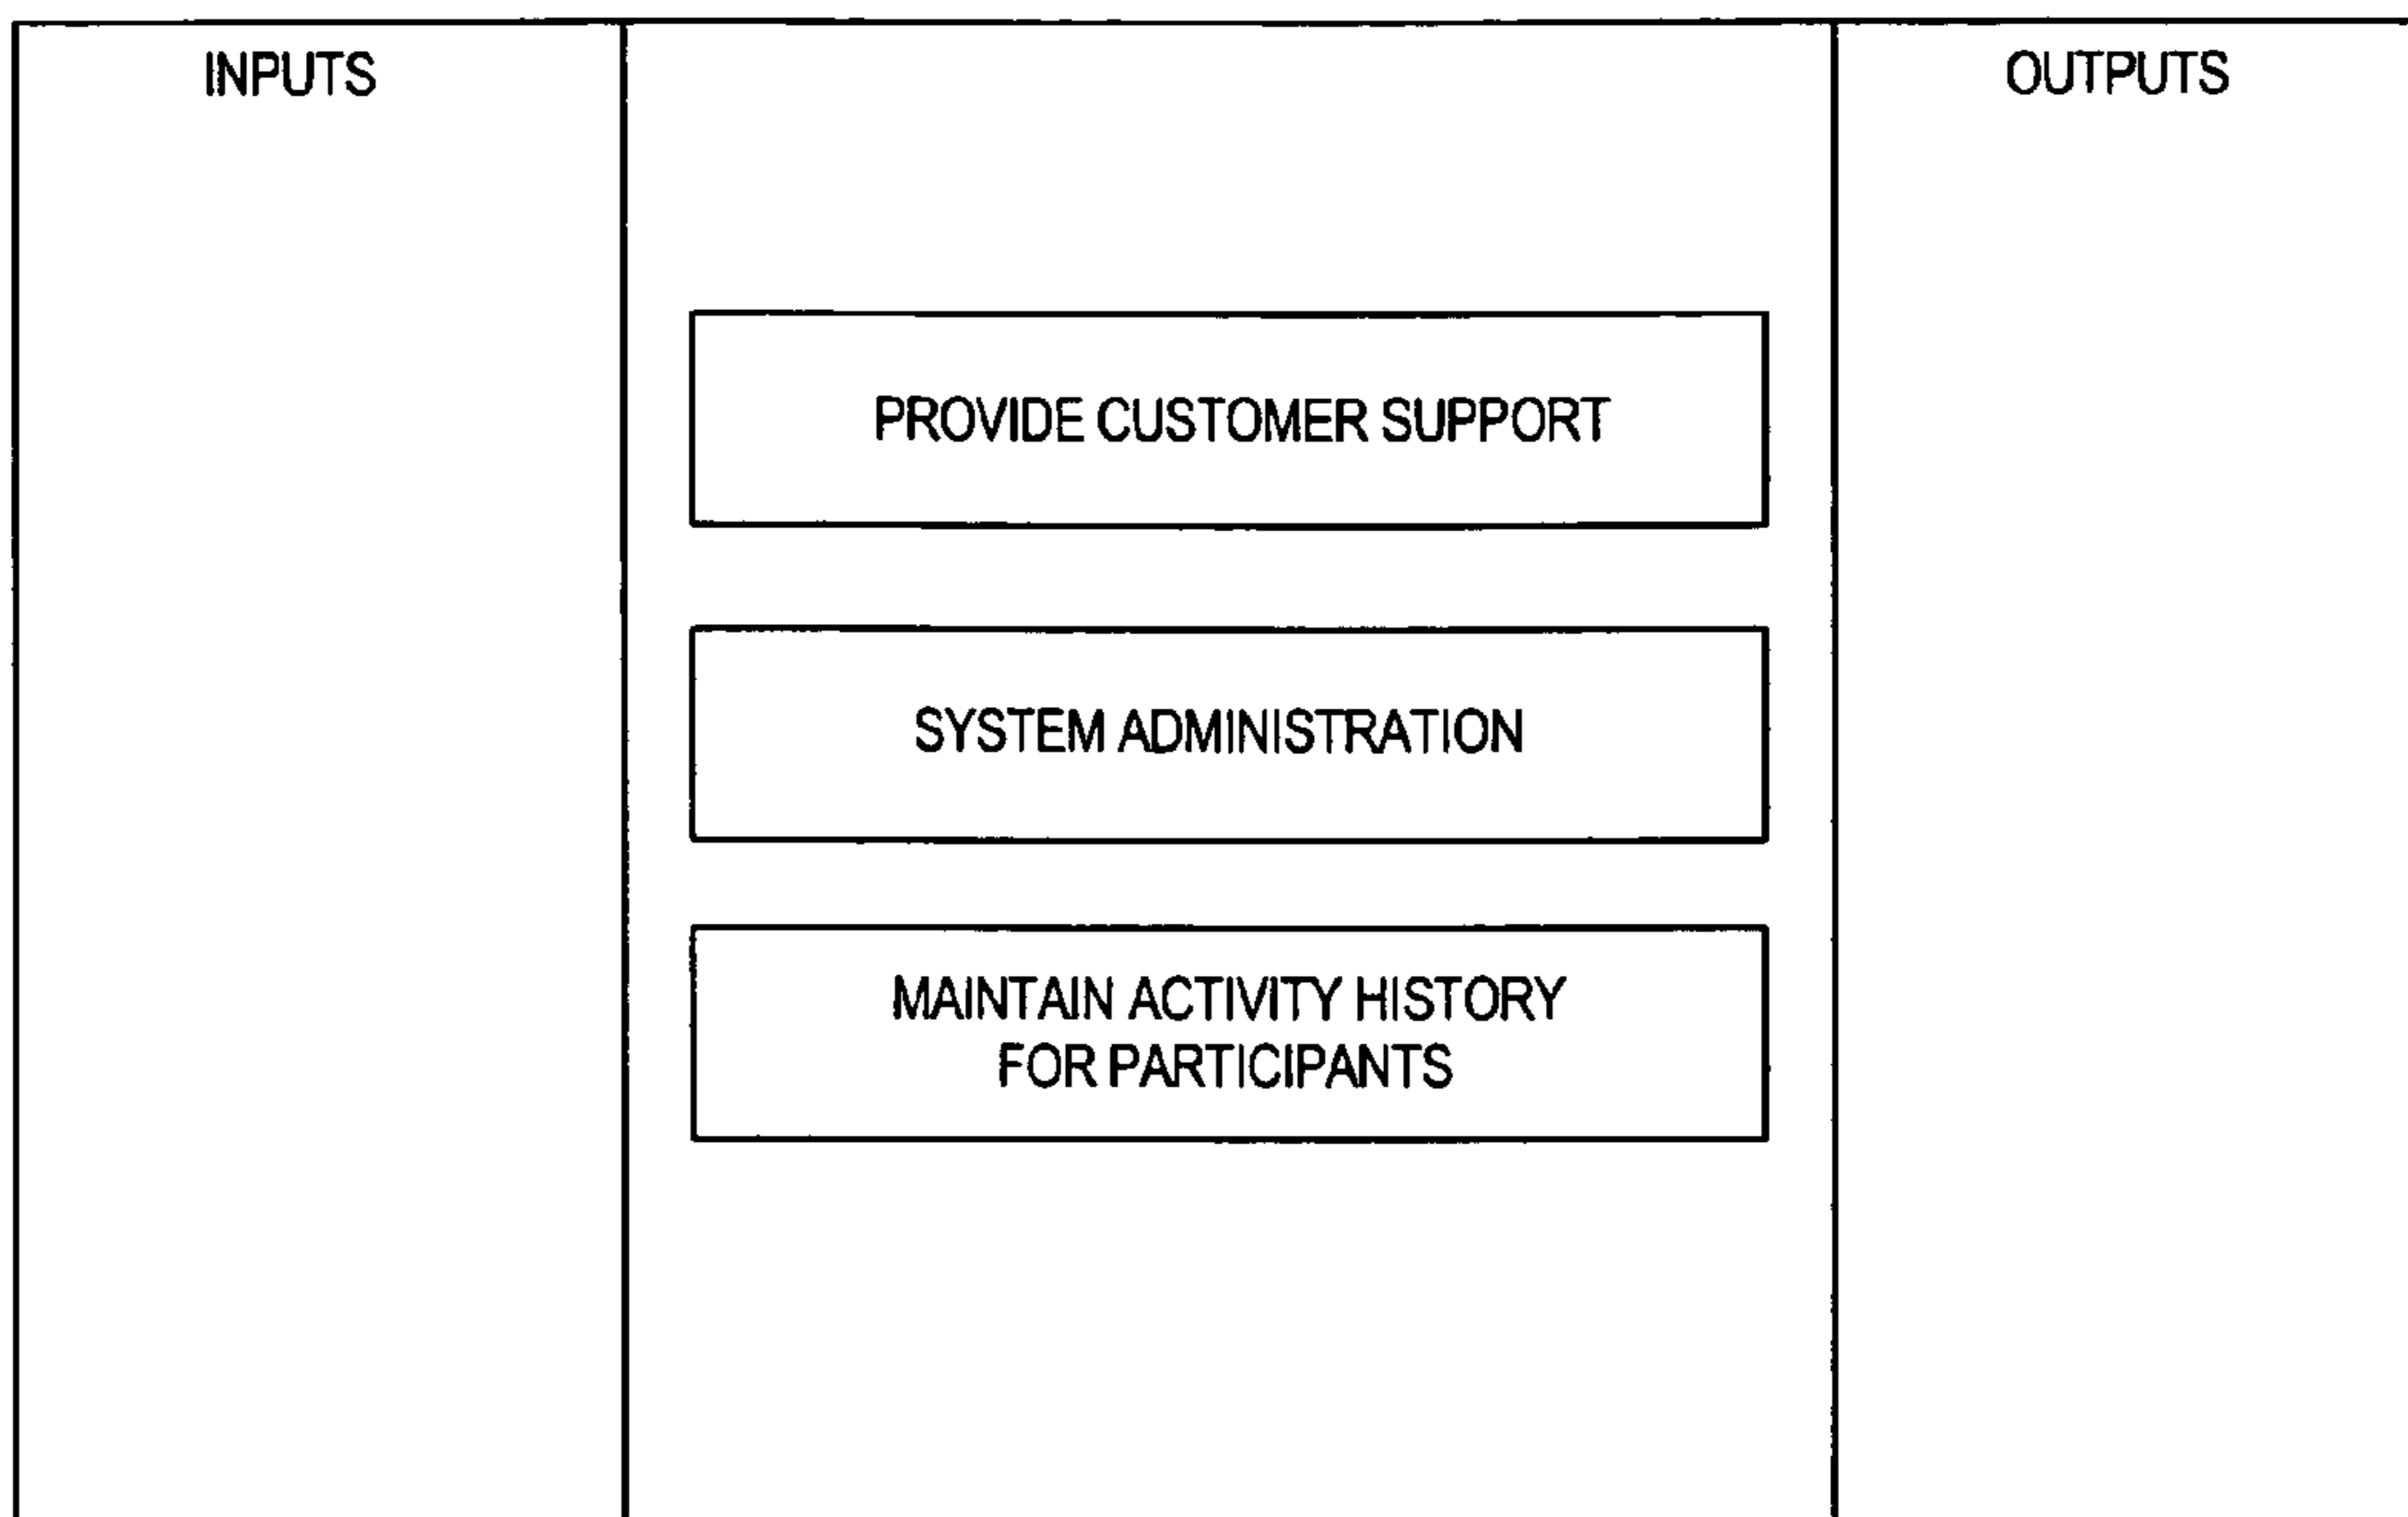 INPUTS
OUTPUTS
PROVIDE CUSTOMER SUPPORT
SYSTEM ADMINISTRATION
MAINTAIN ACTIVITY HISTORY
FOR PARTICIPANTS